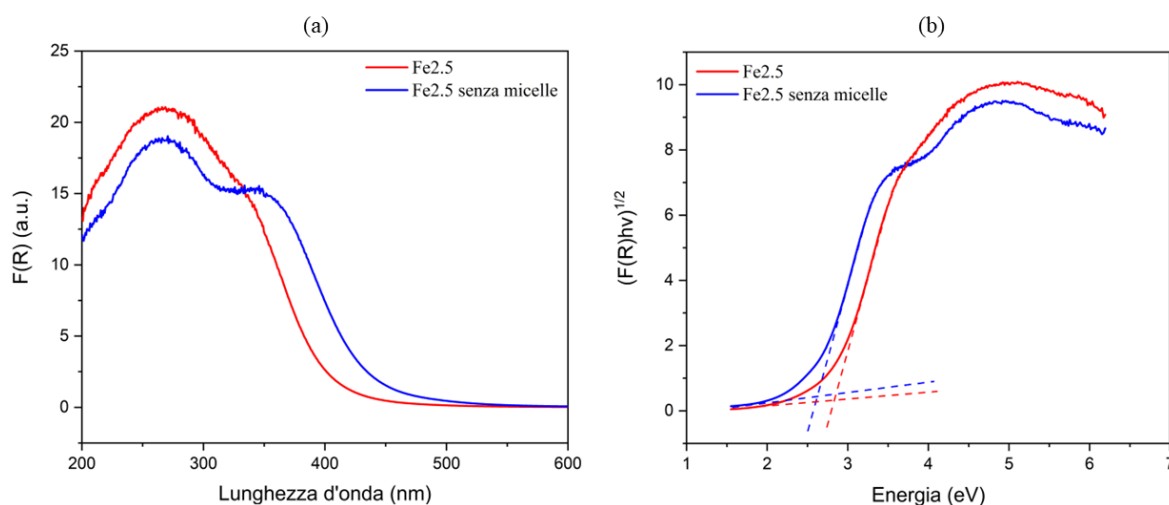 (a)
Fe2.5
Fe2.5 senza micelle
F(R) (a.u.)
25
20
15
10
5
0
200
300
400
500
600
Lunghezza d'onda (nm)
(b)
Fe2.5
Fe2.5 senza micelle
(F(R)hv)^1/2
10
8
6
4
2
0
1
2
3
4
5
6
7
Energia (eV)